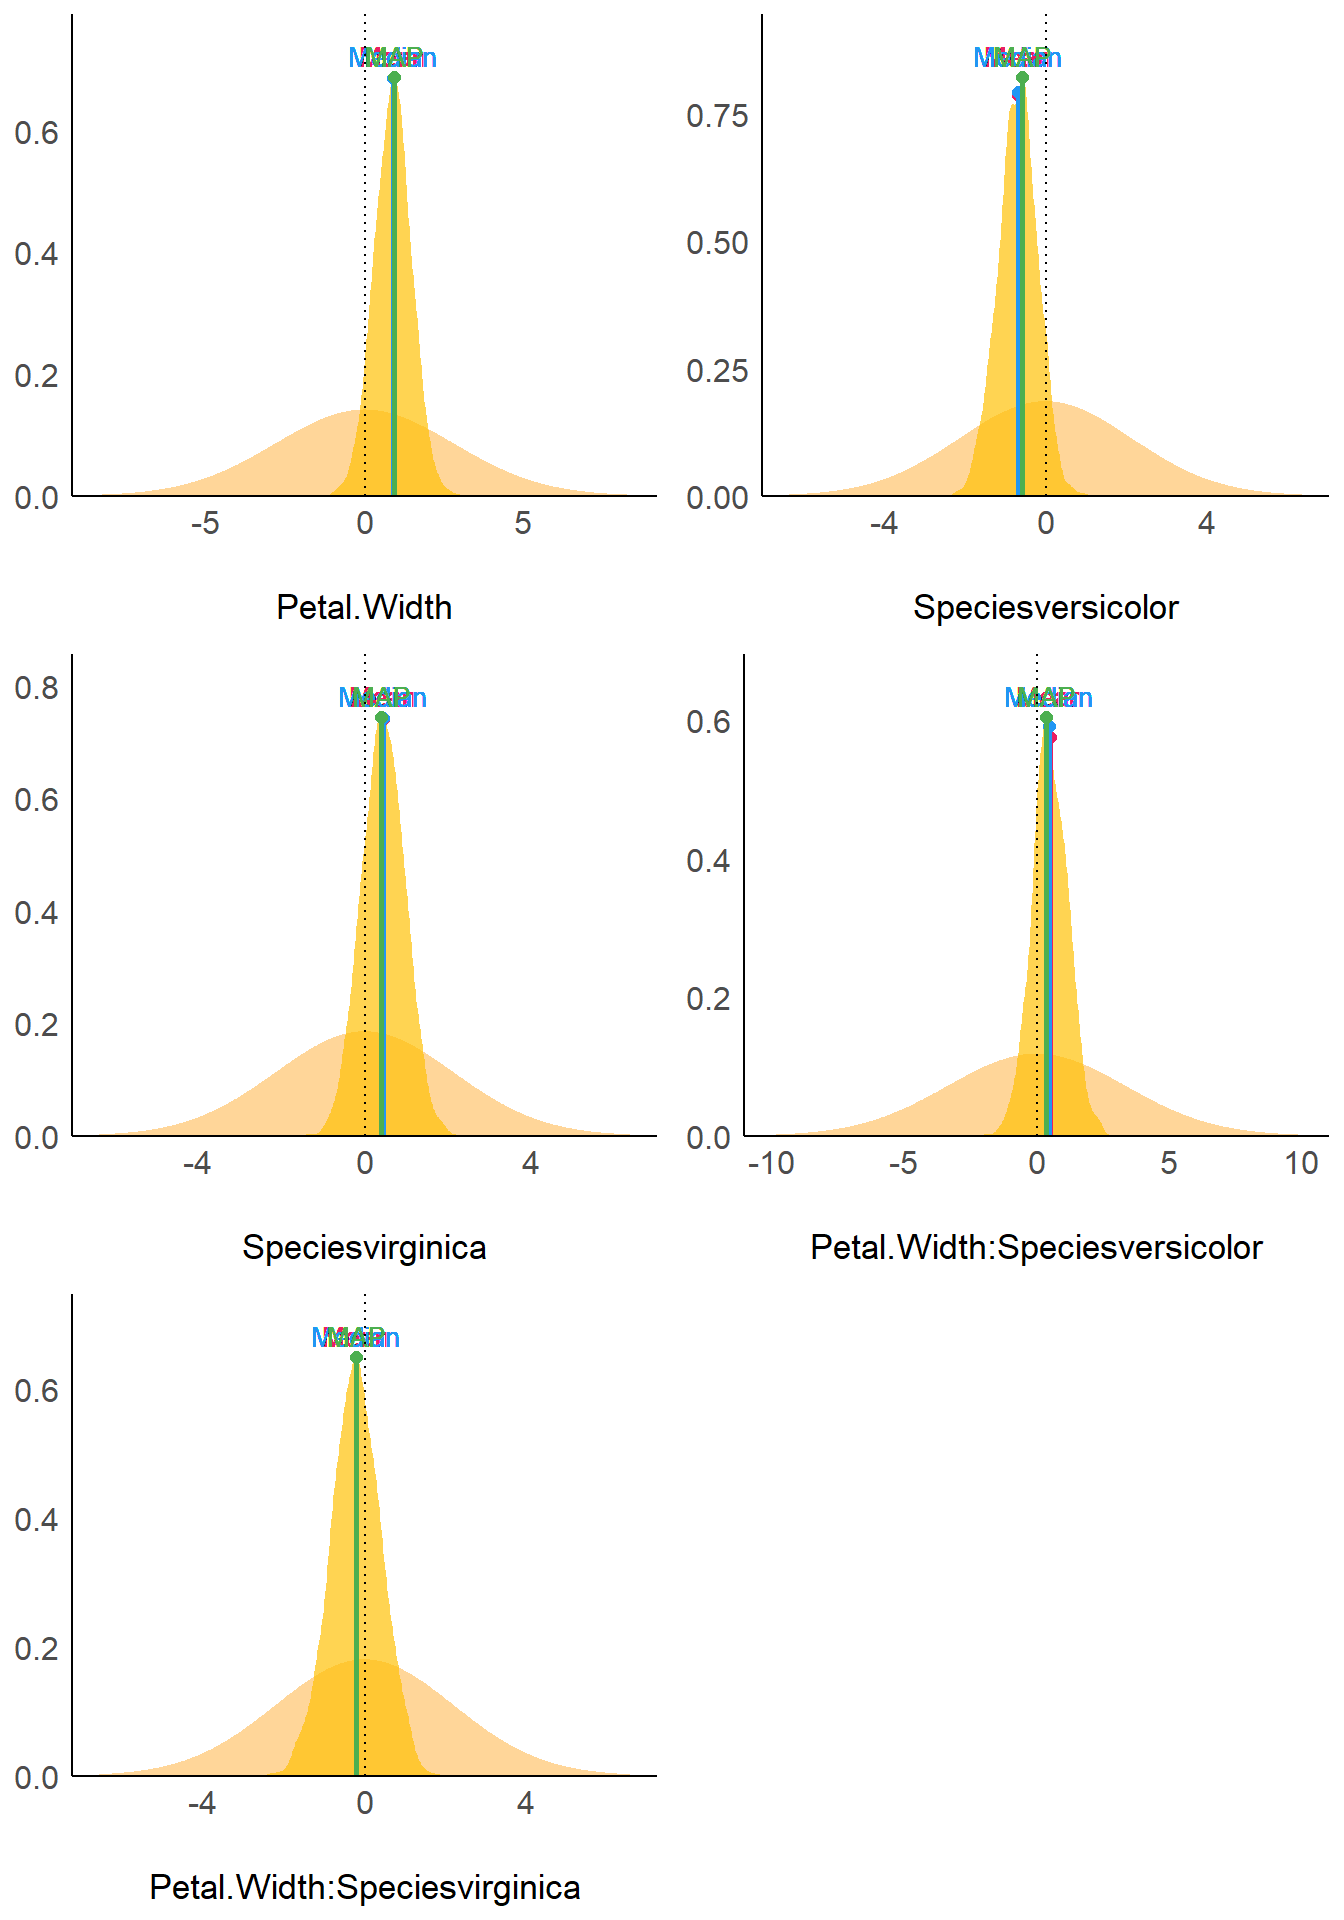 0.6
0.4
0.2
0.0
-5 0 5
Petal.Width
0.75
0.50
0.25
0.00
-4 0 4
Speciesversicolor
0.8
0.6
0.4
0.2
0.0
-4 0 4
Speciesvirginica
0.6
0.4
0.2
0.0
-10 -5 0 5 10
Petal.Width:Speciesversicolor
0.6
0.4
0.2
0.0
-4 0 4
Petal.Width:Speciesvirginica